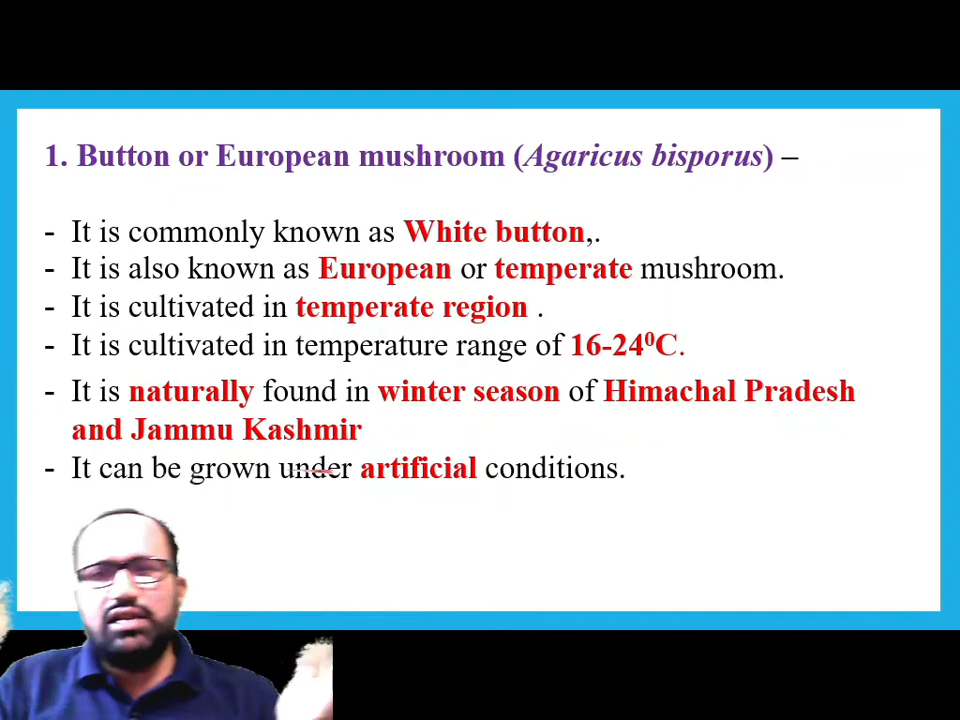 1. Button or European mushroom (Agaricus bisporus) –
- It is commonly known as White button,.
- It is also known as European or temperate mushroom.
- It is cultivated in temperate region .
- It is cultivated in temperature range of 16-24⁰C.
- It is naturally found in winter season of Himachal Pradesh
and Jammu Kashmir
- It can be grown under artificial conditions.